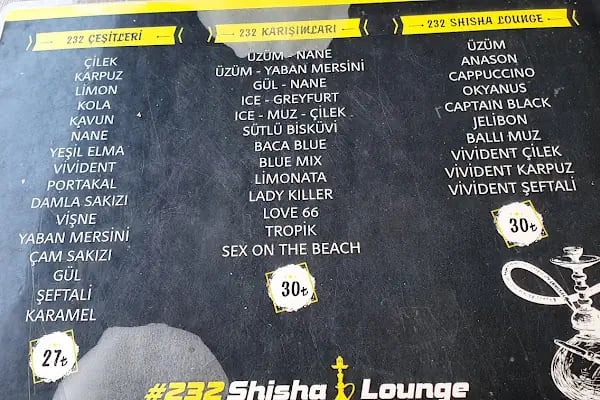 232 ÇEŞİTLERİ
ÇİLEK
KARPUZ
LİMON
KOLA
KAVUN
NANE
YEŞİL ELMA
VİVİDENT
PORTAKAL
DAMLA SAKIZI
VİŞNE
YABAN MERSİNİ
ÇAM SAKIZI
GÜL
ŞEFTALİ
KARAMEL
27₺
232 KARIŞIMLARI
ÜZÜM - NANE
ÜZÜM - YABAN MERSİNİ
GÜL - NANE
ICE - GREYFURT
ICE - MUZ - ÇİLEK
SÜTLÜ BİSKÜVİ
BACA BLUE
BLUE MIX
LİMONATA
LADY KILLER
LOVE 66
TROPİK
SEX ON THE BEACH
30₺
232 SHISHA LOUNGE
ÜZÜM
ANASON
CAPPUCCINO
OKYANUS
CAPTAIN BLACK
JELİBON
BALLI MUZ
VİVİDENT ÇİLEK
VİVİDENT KARPUZ
VİVİDENT ŞEFTALİ
30₺
#232 Shisha Lounge